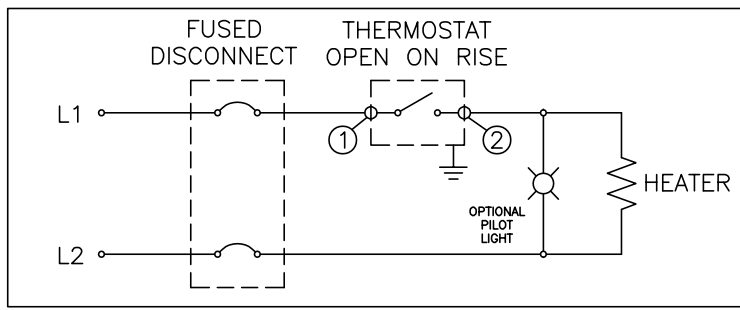 FUSED
DISCONNECT
THERMOSTAT
OPEN ON RISE
L1
1
2
OPTIONAL
PILOT
LIGHT
HEATER
L2